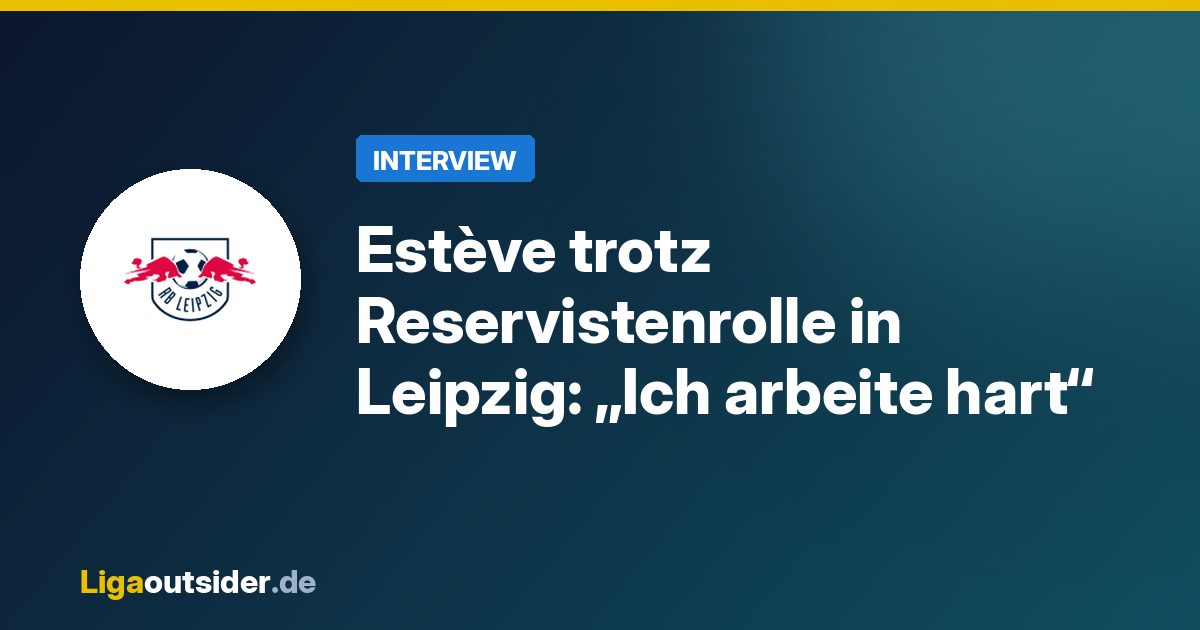 INTERVIEW
Estève trotz
Reservistenrolle in
Leipzig: „Ich arbeite hart“
RB LEIPZIG
Ligaoutsider.de